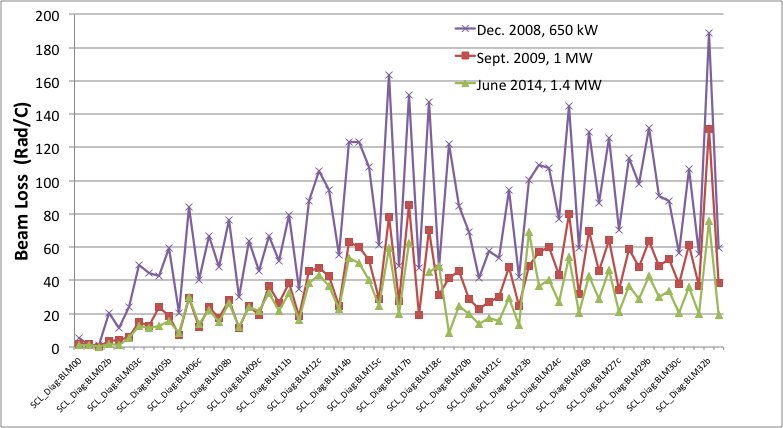 200
180
160
140
120
100
80
60
40
20
0
Beam Loss (Rad/C)
Dec. 2008, 650 kW
Sept. 2009, 1 MW
June 2014, 1.4 MW
SCL_Diag:BLM00
SCL_Diag:BLM02b
SCL_Diag:BLM03c
SCL_Diag:BLM05b
SCL_Diag:BLM06c
SCL_Diag:BLM08b
SCL_Diag:BLM09c
SCL_Diag:BLM11b
SCL_Diag:BLM12c
SCL_Diag:BLM14b
SCL_Diag:BLM15c
SCL_Diag:BLM17b
SCL_Diag:BLM18c
SCL_Diag:BLM20b
SCL_Diag:BLM21c
SCL_Diag:BLM23b
SCL_Diag:BLM24c
SCL_Diag:BLM26b
SCL_Diag:BLM27c
SCL_Diag:BLM29b
SCL_Diag:BLM30c
SCL_Diag:BLM32b